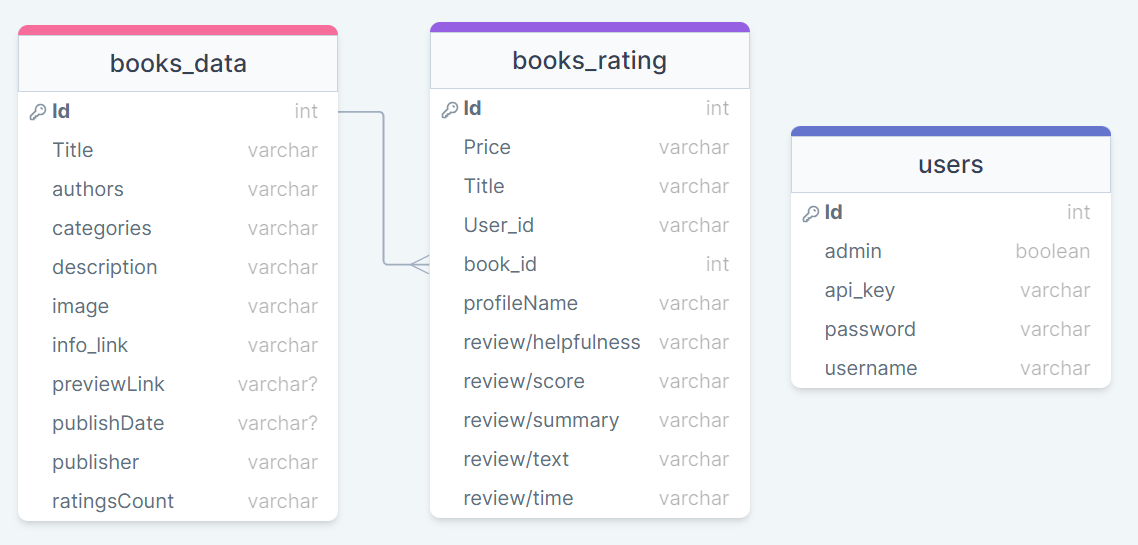 books_data
Id int
Title varchar
authors varchar
categories varchar
description varchar
image varchar
info_link varchar
previewLink varchar?
publishDate varchar?
publisher varchar
ratingsCount varchar
books_rating
Id int
Price varchar
Title varchar
User_id varchar
book_id int
profileName varchar
review/helpfulness varchar
review/score varchar
review/summary varchar
review/text varchar
review/time varchar
users
Id int
admin boolean
api_key varchar
password varchar
username varchar